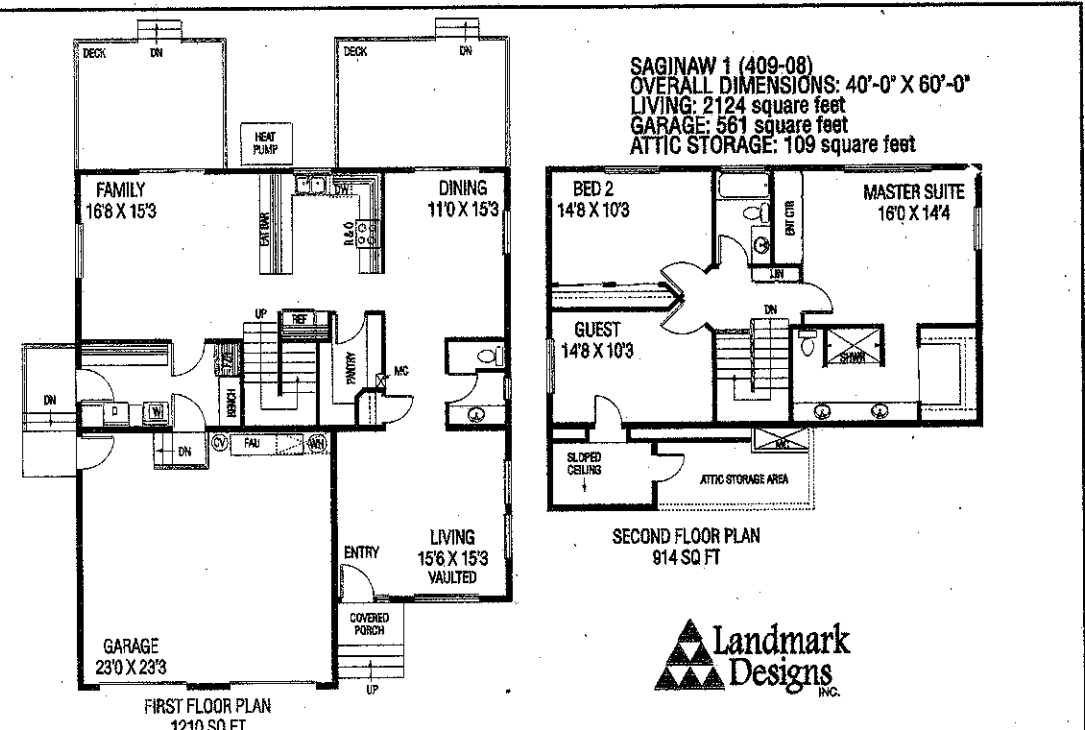 DECK
DN
DECK
DN
SAGINAW 1 (409-08)
OVERALL DIMENSIONS: 40'-0" X 60'-0"
LIVING: 2124 square feet
GARAGE: 561 square feet
ATTIC STORAGE: 109 square feet
HEAT
PUMP
FAMILY
16'8 X 15'3
EAT BAR
DW
R & O
DINING
11'0 X 15'3
UP
REF
PANTRY
MC
BENCH
W
DN
DN
CV
FAU
WH
LIVING
15'6 X 15'3
VAULTED
ENTRY
COVERED
PORCH
UP
GARAGE
23'0 X 23'3
FIRST FLOOR PLAN
1210 SQ FT
BED 2
14'8 X 10'3
ENT CTR
MASTER SUITE
16'0 X 14'4
LIN
DN
GUEST
14'8 X 10'3
SHWR
SLOPED
CEILING
MC
ATTIC STORAGE AREA
SECOND FLOOR PLAN
914 SQ FT
Landmark
Designs
INC.